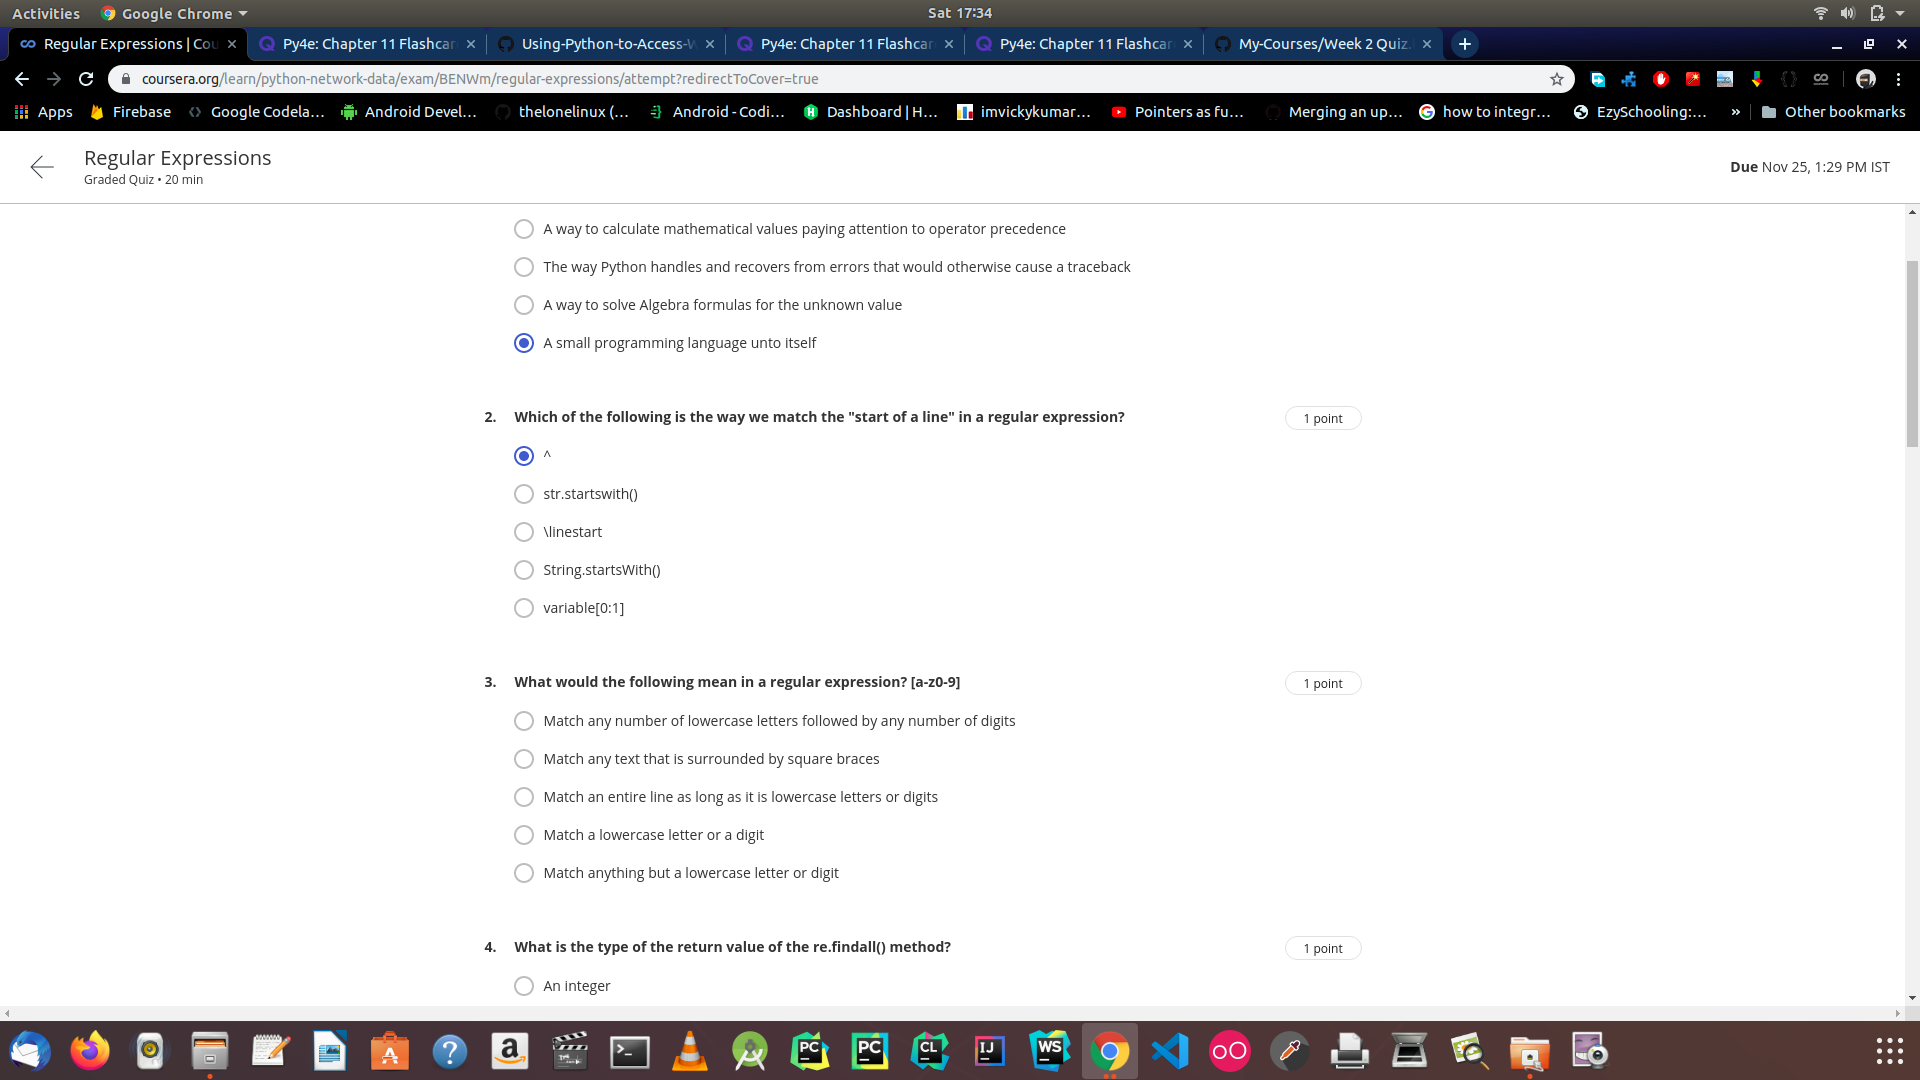 Activities
Google Chrome
Sat 17:34
Regular Expressions | Cou
Py4e: Chapter 11 Flashcar
Using-Python-to-Access-W
Py4e: Chapter 11 Flashcar
Py4e: Chapter 11 Flashcar
My-Courses/Week 2 Quiz.
coursera.org/learn/python-network-data/exam/BENWm/regular-expressions/attempt?redirectToCover=true
Apps
Firebase
Google Codela...
Android Devel...
thelonelinux (...
Android - Codi...
Dashboard | H...
imvickykumar...
Pointers as fu...
Merging an up...
how to integr...
EzySchooling:...
»
Other bookmarks
Regular Expressions
Graded Quiz • 20 min
Due Nov 25, 1:29 PM IST
A way to calculate mathematical values paying attention to operator precedence
The way Python handles and recovers from errors that would otherwise cause a traceback
A way to solve Algebra formulas for the unknown value
A small programming language unto itself
2. Which of the following is the way we match the "start of a line" in a regular expression?
1 point
^
str.startswith()
\linestart
String.startsWith()
variable[0:1]
3. What would the following mean in a regular expression? [a-z0-9]
1 point
Match any number of lowercase letters followed by any number of digits
Match any text that is surrounded by square braces
Match an entire line as long as it is lowercase letters or digits
Match a lowercase letter or a digit
Match anything but a lowercase letter or digit
4. What is the type of the return value of the re.findall() method?
1 point
An integer